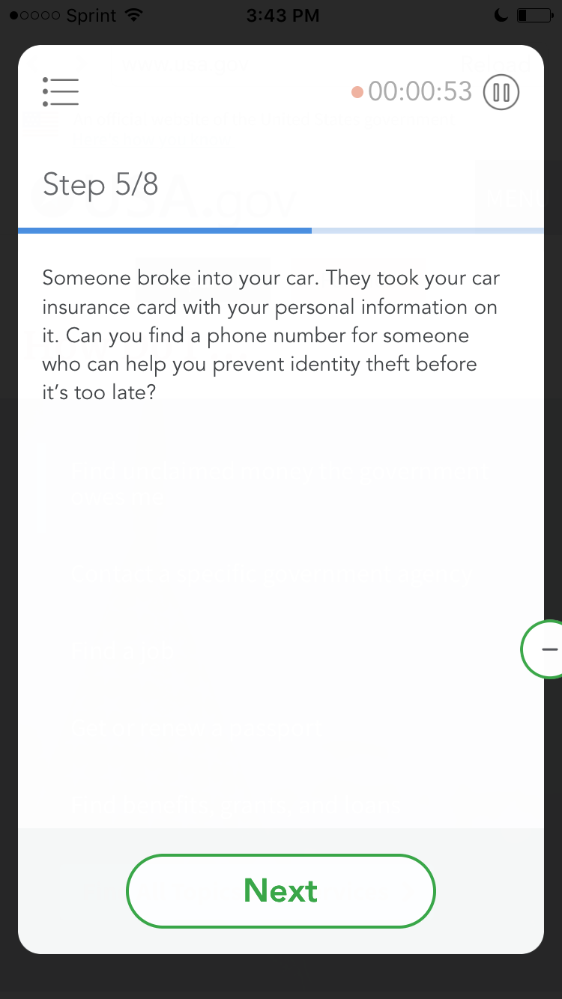 Sprint 3:43 PM
00:00:53
Step 5/8
Someone broke into your car. They took your car
insurance card with your personal information on
it. Can you find a phone number for someone
who can help you prevent identity theft before
it’s too late?
Next